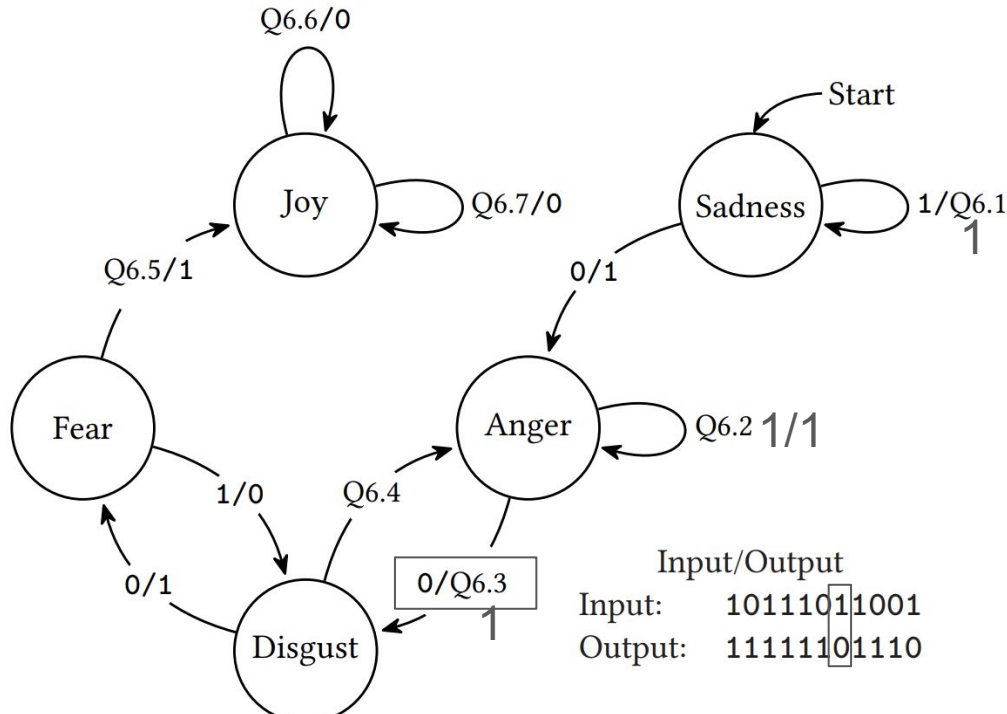 Q6.6/0
Start
Joy
Q6.7/0
Sadness
1/Q6.1
1
Q6.5/1
0/1
Fear
Anger
Q6.2 1/1
1/0
Q6.4
0/1
0/Q6.3
1
Disgust
Input/Output
Input: 10111011001
Output: 11111101110